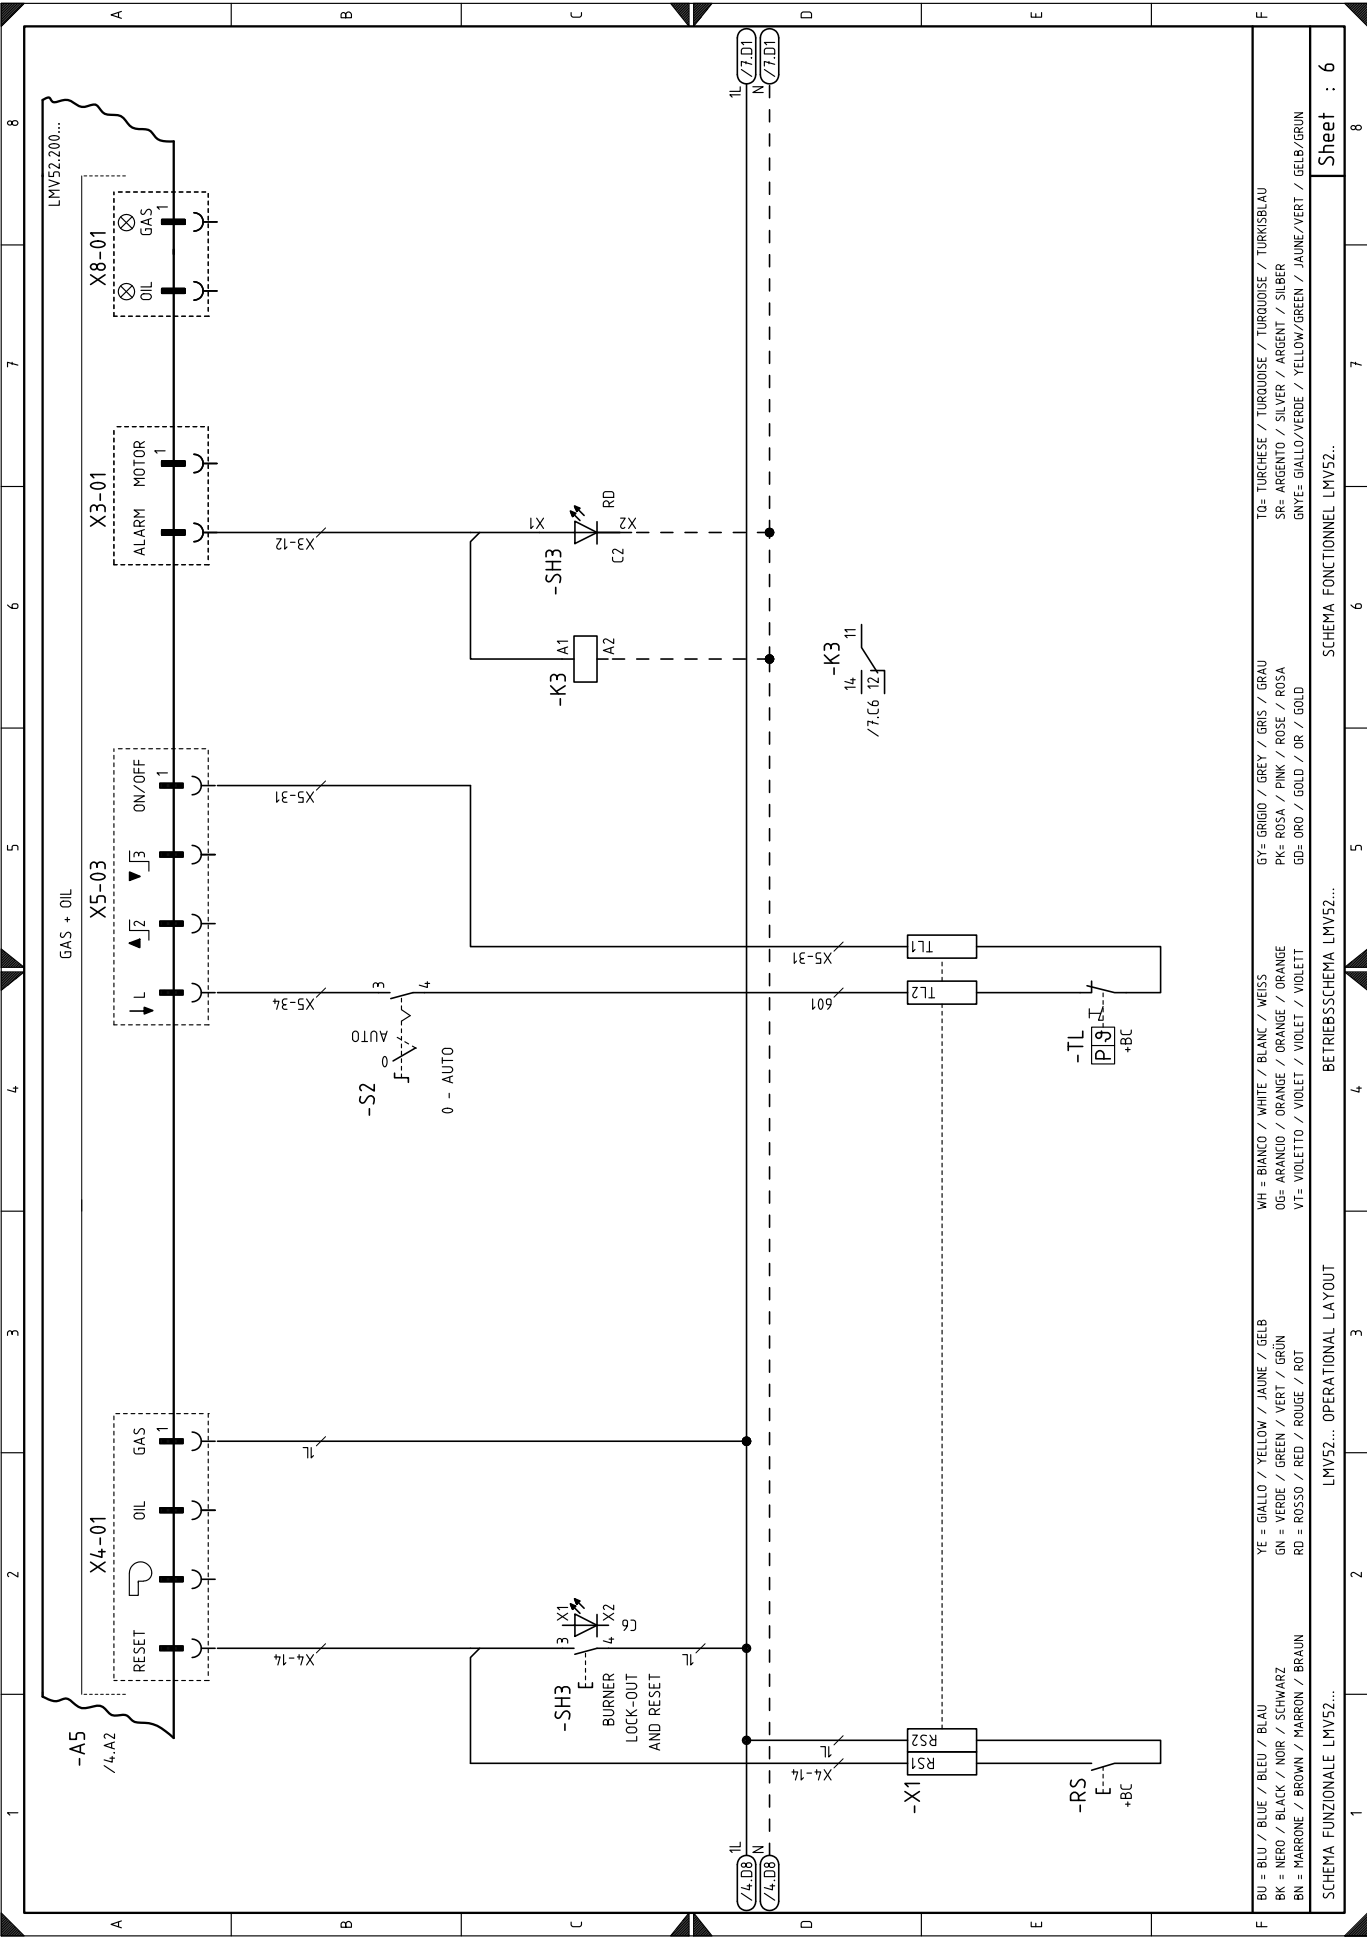 1 2 3 4 5 6 7 8
A
B
C
D
E
F
-A5
/4.A2
GAS + OIL
LMV52.200...
X4-01
RESET OIL GAS 1
X5-03
L 2 3 ON/OFF 1
X3-01
ALARM MOTOR 1
X8-01
OIL GAS 1
X4-14
1L
X5-34
X5-31
X3-12
-S2
0 AUTO
3
4
0 - AUTO
-SH3
BURNER
LOCK-OUT
AND RESET
3
4
X1
X2
C6
1L
-K3
A1
A2
-SH3
X1
X2
C2
RD
/4.D8 1L
/4.D8 N
1L /7.D1
N /7.D1
X4-14
1L
601
X5-31
-X1
RS1
RS2
TL2
TL1
-K3
14
12
11
/7.C6
-RS
+BC
-TL
P ϑ
+BC
BU = BLU / BLUE / BLEU / BLAU
BK = NERO / BLACK / NOIR / SCHWARZ
BN = MARRONE / BROWN / MARRON / BRAUN
YE = GIALLO / YELLOW / JAUNE / GELB
GN = VERDE / GREEN / VERT / GRÜN
RD = ROSSO / RED / ROUGE / ROT
WH = BIANCO / WHITE / BLANC / WEISS
OG= ARANCIO / ORANGE / ORANGE / ORANGE
VT= VIOLETTO / VIOLET / VIOLET / VIOLETT
GY= GRIGIO / GREY / GRIS / GRAU
PK= ROSA / PINK / ROSE / ROSA
GD= ORO / GOLD / OR / GOLD
TQ= TURCHESE / TURQUOISE / TURQUOISE / TURKISBLAU
SR= ARGENTO / SILVER / ARGENT / SILBER
GNYE= GIALLO/VERDE / YELLOW/GREEN / JAUNE/VERT / GELB/GRUN
SCHEMA FUNZIONALE LMV52... LMV52... OPERATIONAL LAYOUT BETRIEBSSCHEMA LMV52... SCHEMA FONCTIONNEL LMV52.. Sheet : 6
1 2 3 4 5 6 7 8
A
B
C
D
E
F